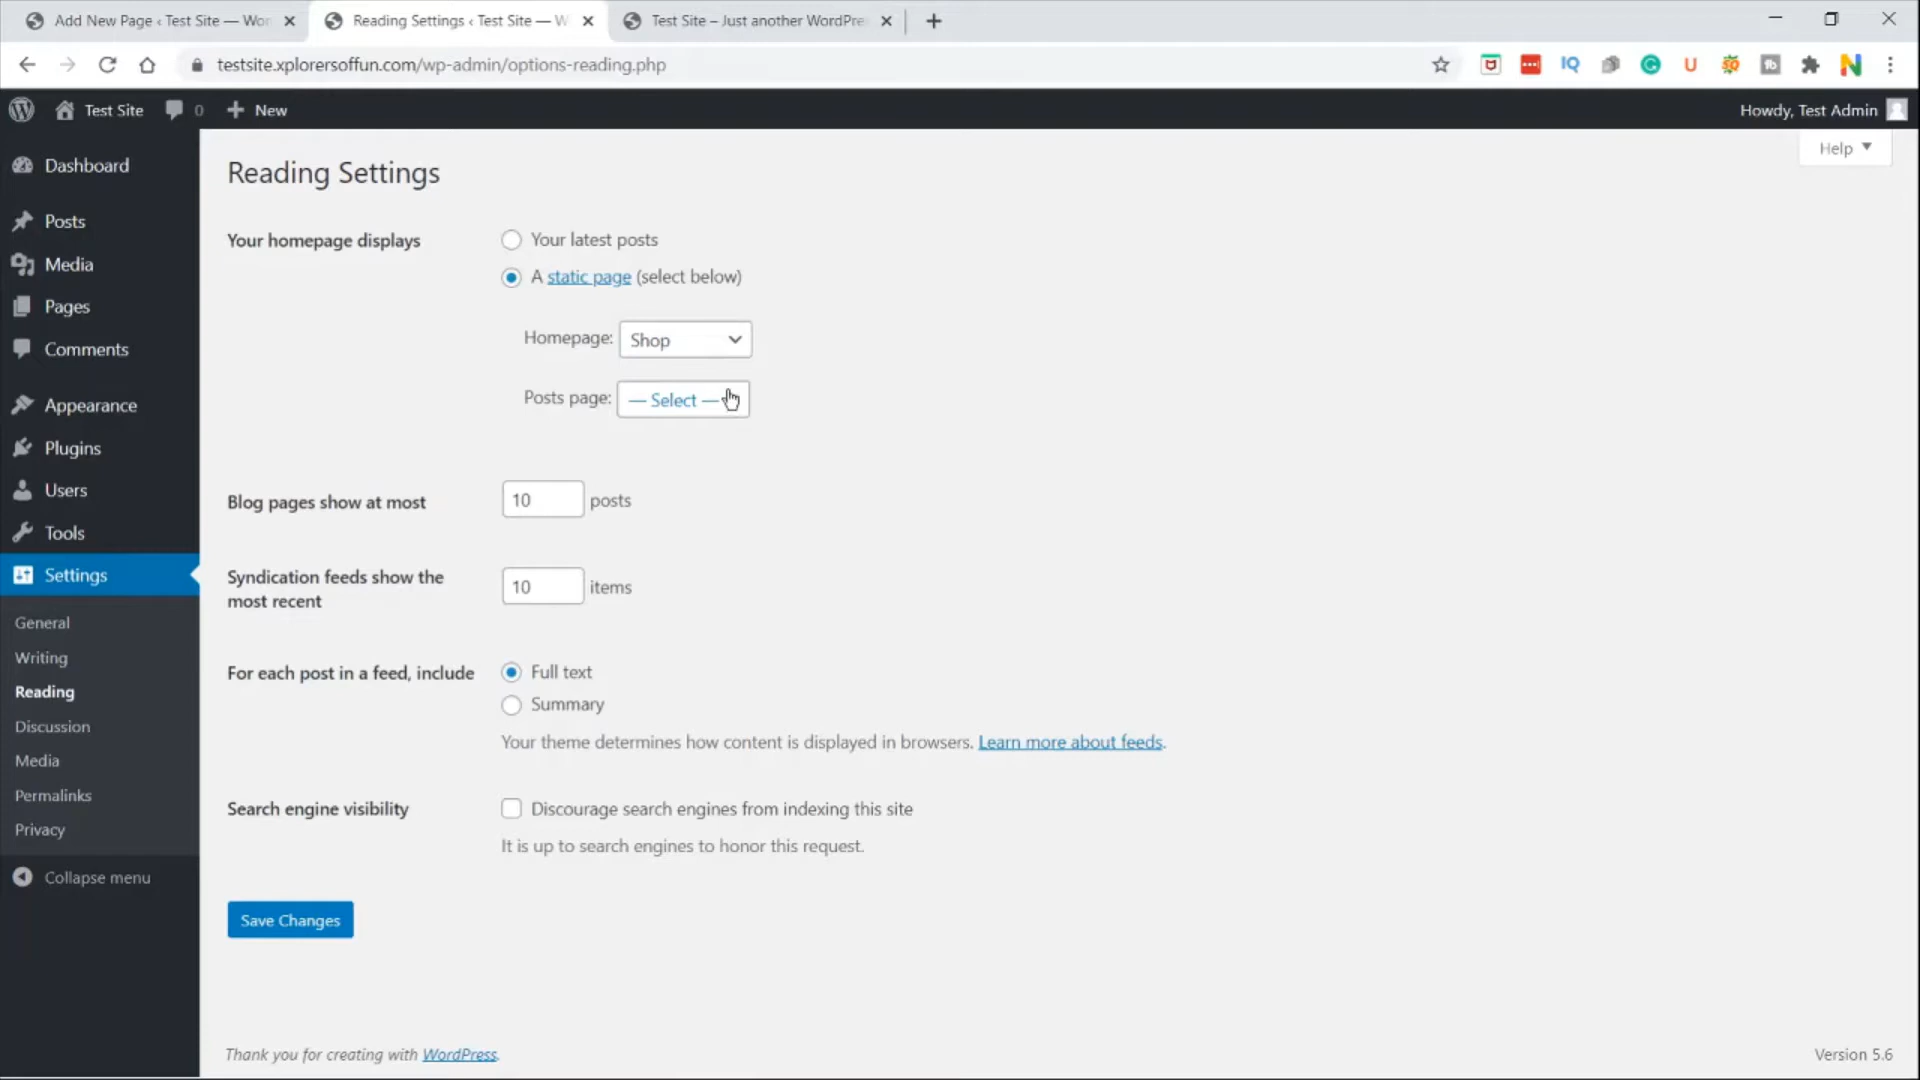 Add New Page ‹ Test Site — Wor
Reading Settings ‹ Test Site — W
Test Site – Just another WordPre
testsite.xplorersoffun.com/wp-admin/options-reading.php
IQ
Test Site
0
New
Howdy, Test Admin
Help
Dashboard
Posts
Media
Pages
Comments
Appearance
Plugins
Users
Tools
Settings
General
Writing
Reading
Discussion
Media
Permalinks
Privacy
Collapse menu
Reading Settings
Your homepage displays
Your latest posts
A static page (select below)
Homepage: Shop
Posts page: — Select —
Blog pages show at most 10 posts
Syndication feeds show the most recent 10 items
For each post in a feed, include
Full text
Summary
Your theme determines how content is displayed in browsers. Learn more about feeds.
Search engine visibility
Discourage search engines from indexing this site
It is up to search engines to honor this request.
Save Changes
Thank you for creating with WordPress.
Version 5.6